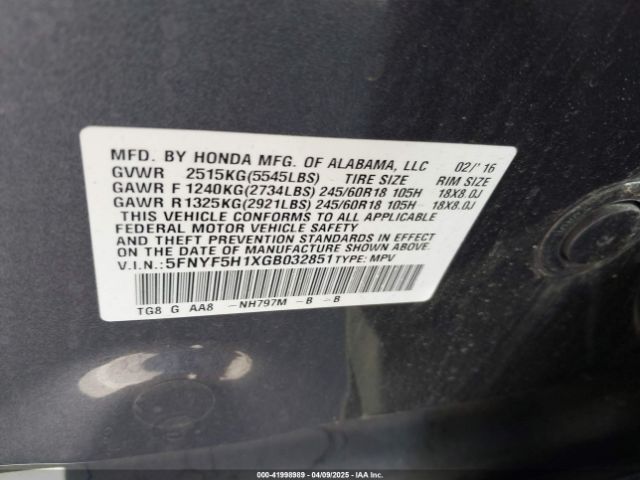 MFD. BY HONDA MFG. OF ALABAMA, LLC 02/'16
GVWR 2515KG(5545LBS) TIRE SIZE RIM SIZE
GAWR F 1240KG(2734LBS) 245/60R18 105H 18X8.0J
GAWR R 1325KG(2921LBS) 245/60R18 105H 18X8.0J
THIS VEHICLE CONFORMS TO ALL APPLICABLE
FEDERAL MOTOR VEHICLE SAFETY
AND THEFT PREVENTION STANDARDS IN EFFECT
ON THE DATE OF MANUFACTURE SHOWN ABOVE.
V.I.N.:5FNYF5H1XGB032851 TYPE: MPV
TG8 G AA8 -NH797M -B -B
000-41998989 | 04/09/2025 | IAAI.CA